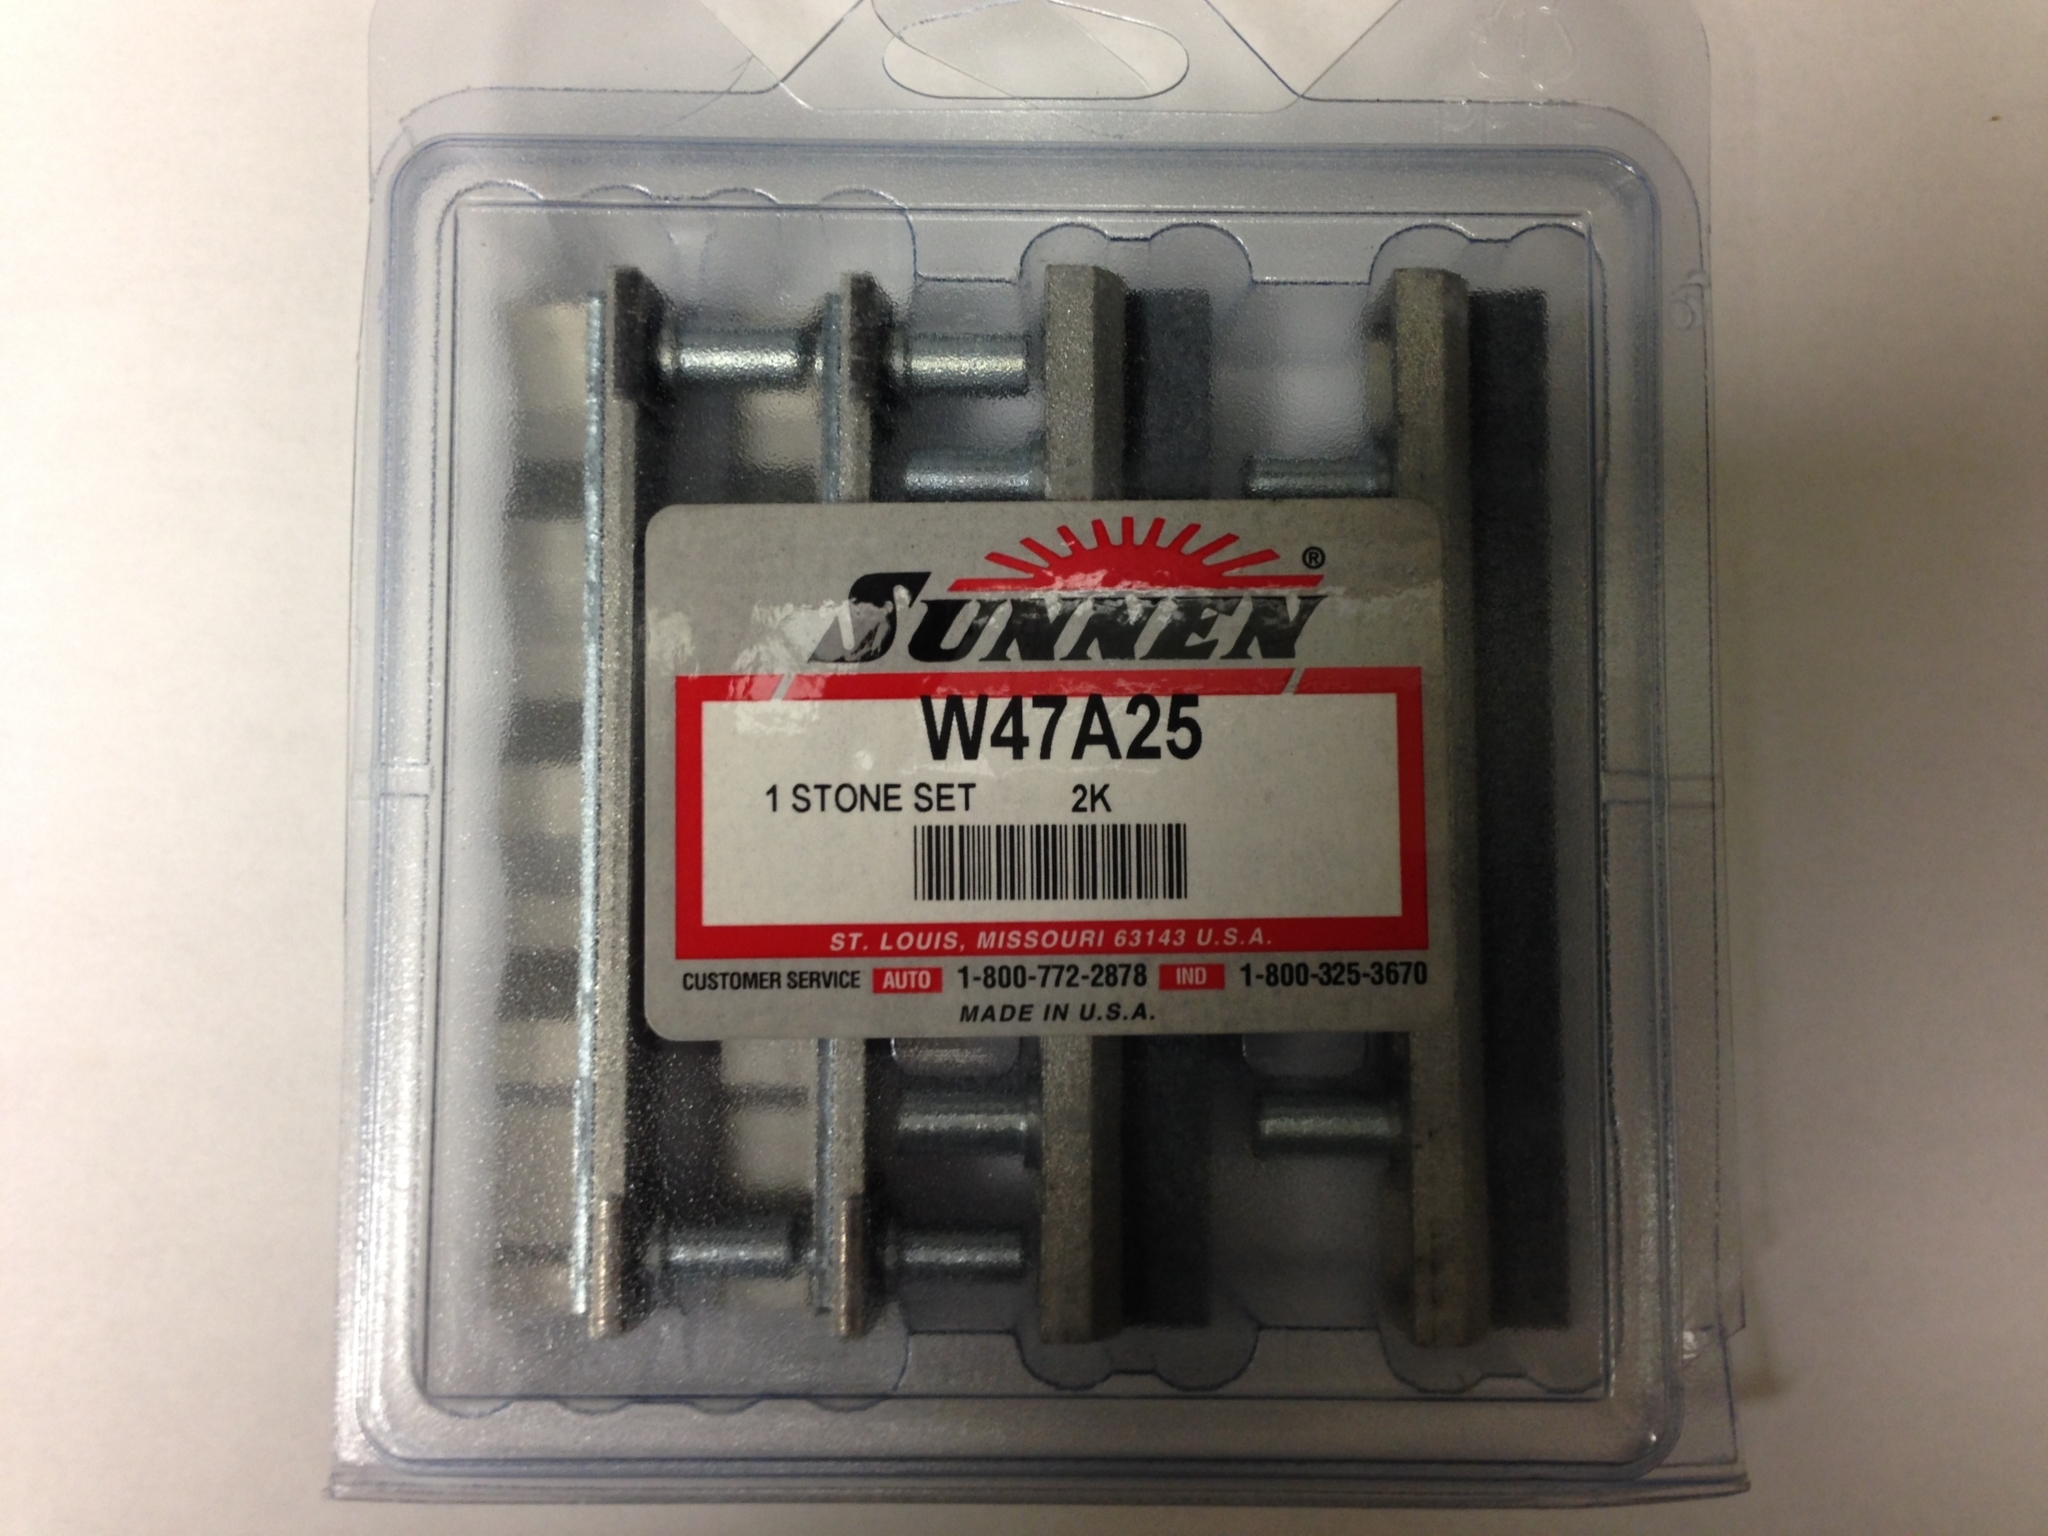 SUNNEN ®
W47A25
1 STONE SET 2K
ST. LOUIS, MISSOURI 63143 U.S.A.
CUSTOMER SERVICE AUTO 1-800-772-2878 IND 1-800-325-3670
MADE IN U.S.A.